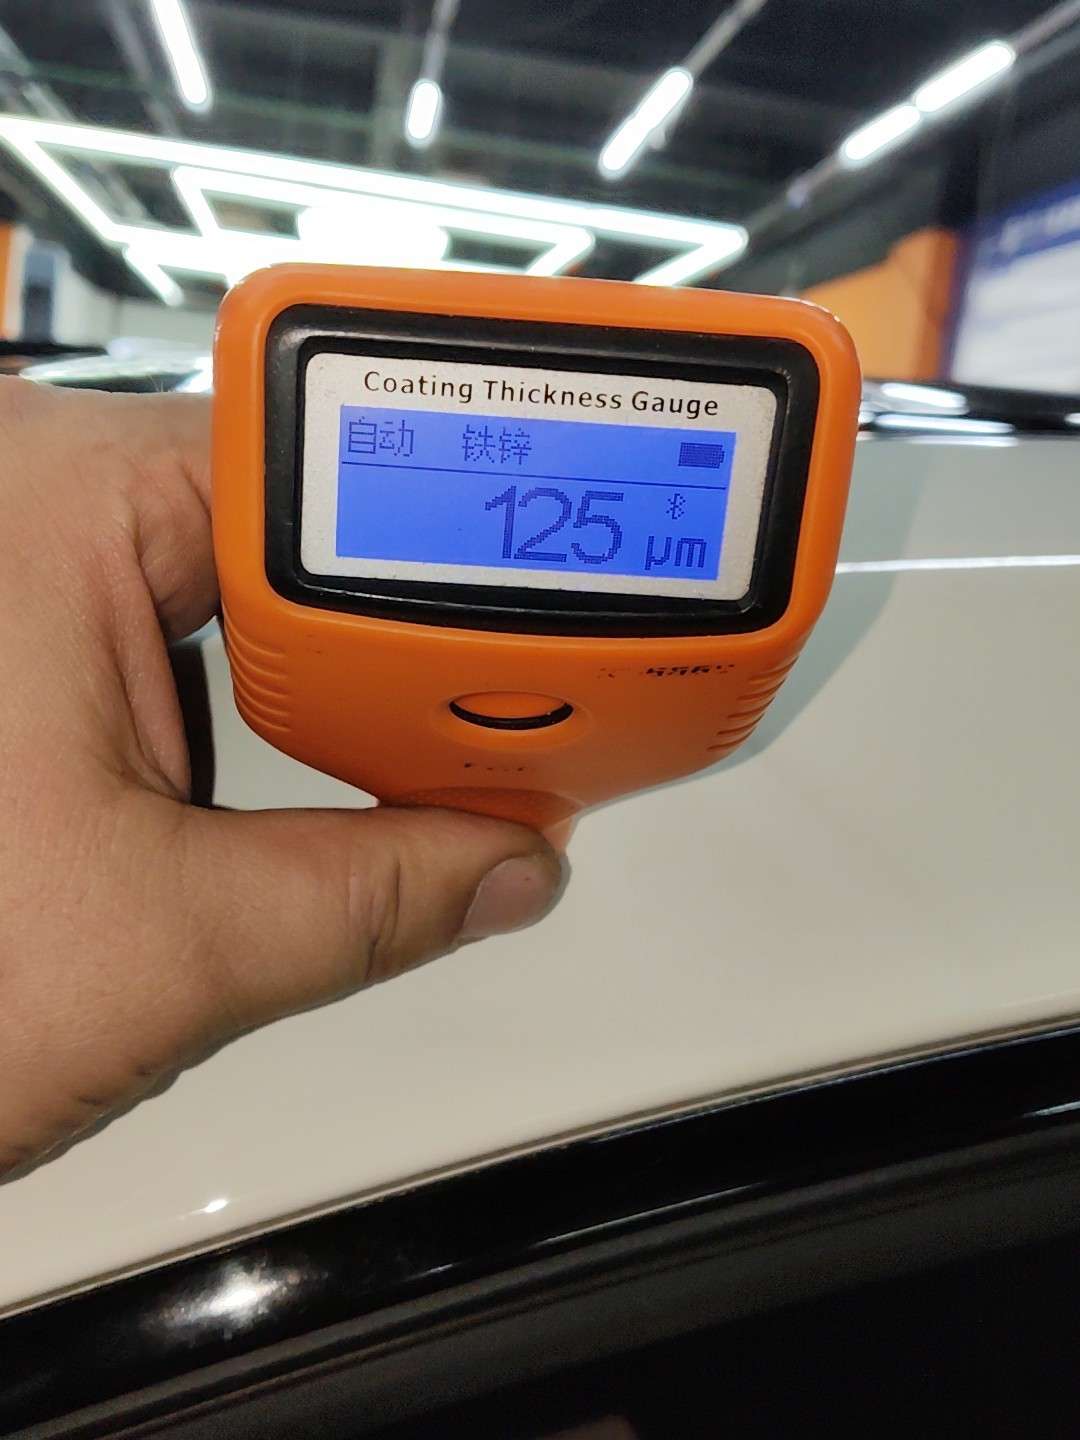 Coating Thickness Gauge
自动 铁锌
125 μm